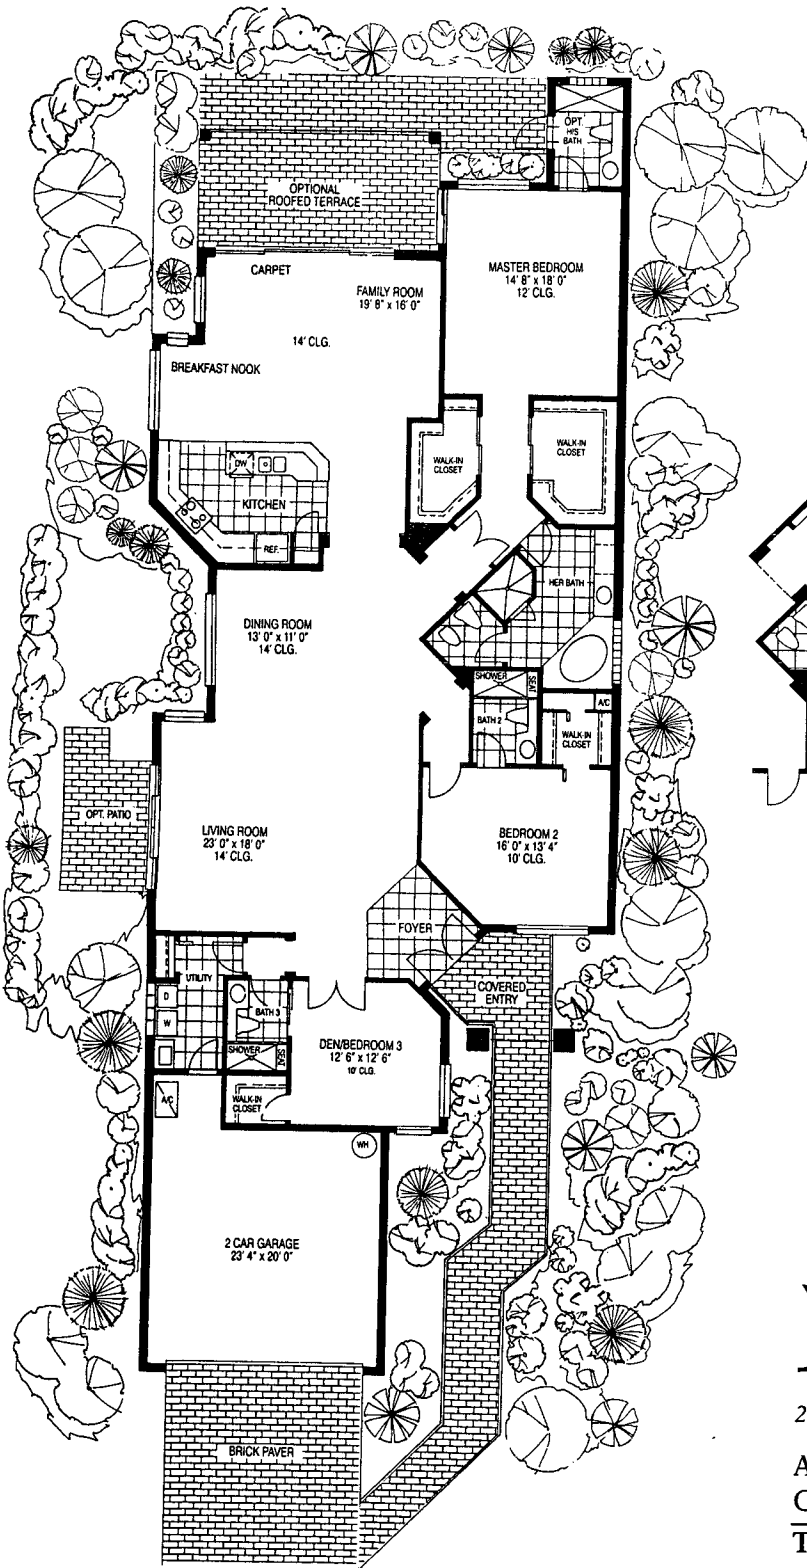 OPT.
HIS
BATH
OPTIONAL
ROOFED TERRACE
CARPET
FAMILY ROOM
19' 8" x 16' 0"
14' CLG.
MASTER BEDROOM
14' 8" x 18' 0"
12' CLG.
BREAKFAST NOOK
WALK-IN
CLOSET
WALK-IN
CLOSET
DW
KITCHEN
REF.
HER BATH
DINING ROOM
13' 0" x 11' 0"
14' CLG.
SHOWER
SEAT
BATH 2
A/C
WALK-IN
CLOSET
OPT. PATIO
LIVING ROOM
23' 0" x 18' 0"
14' CLG.
BEDROOM 2
16' 0" x 13' 4"
10' CLG.
FOYER
UTILITY
D
W
BATH 3
SHOWER
SEAT
COVERED
ENTRY
DEN/BEDROOM 3
12' 6" x 12' 6"
10' CLG.
A/C
WALK-IN
CLOSET
WH
2 CAR GARAGE
23' 4" x 20' 0"
BRICK PAVER
2
A
T